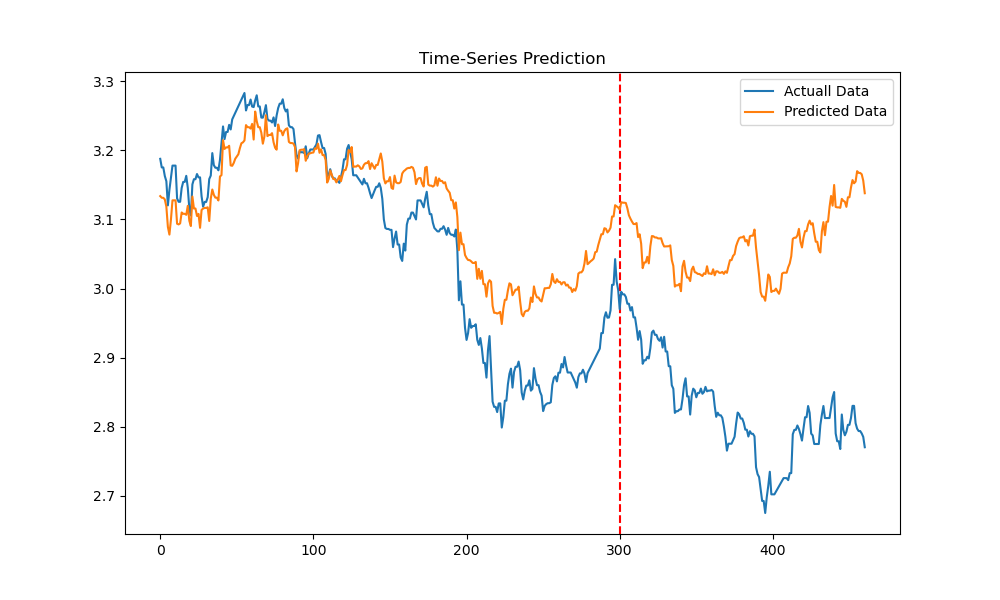 Time-Series Prediction
Actuall Data
Predicted Data
3.3
3.2
3.1
3.0
2.9
2.8
2.7
0 100 200 300 400